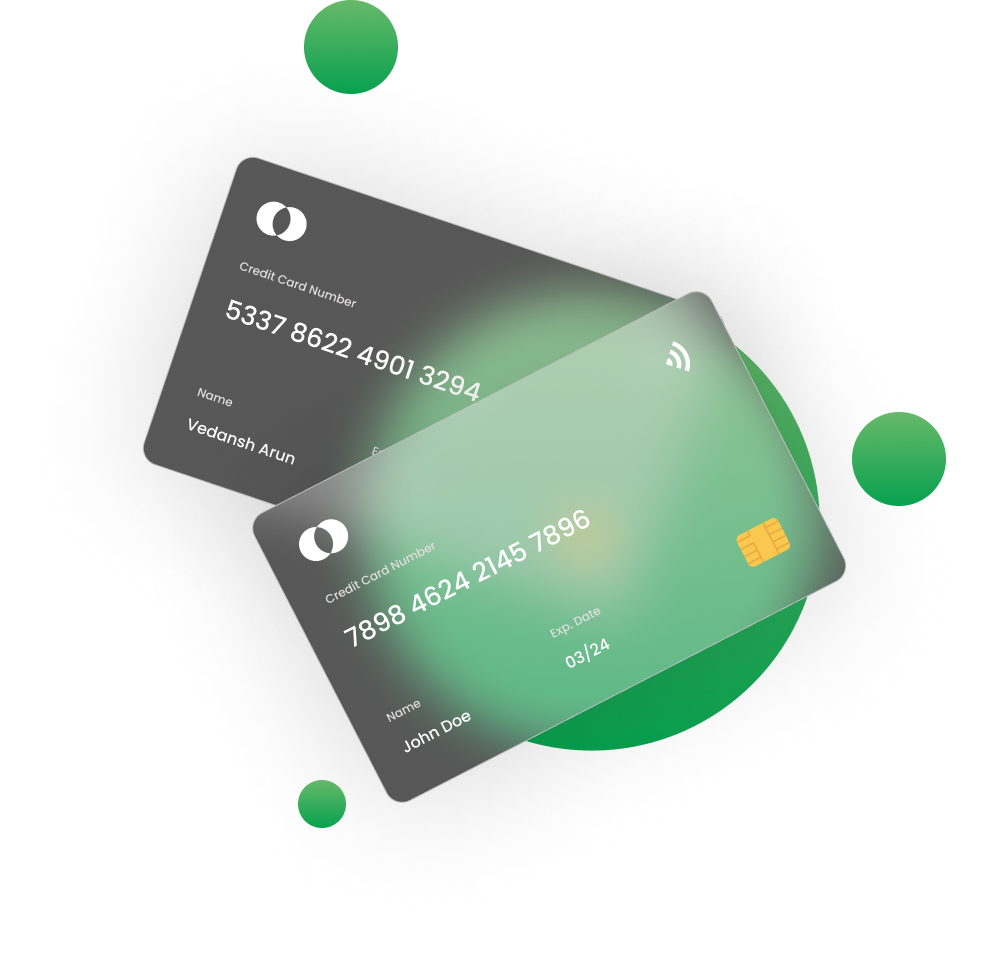 Credit Card Number
5337 8622 4901 3294
Name
Vedansh Arun
Credit Card Number
7898 4624 2145 7896
Exp. Date
03/24
Name
John Doe